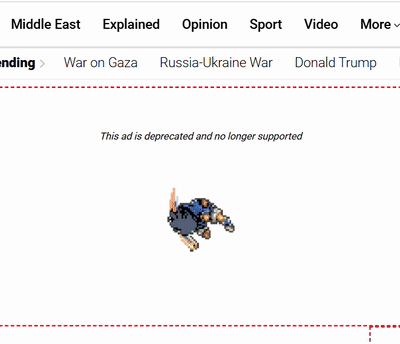 Middle East Explained Opinion Sport Video More
ending War on Gaza Russia-Ukraine War Donald Trump
This ad is deprecated and no longer supported